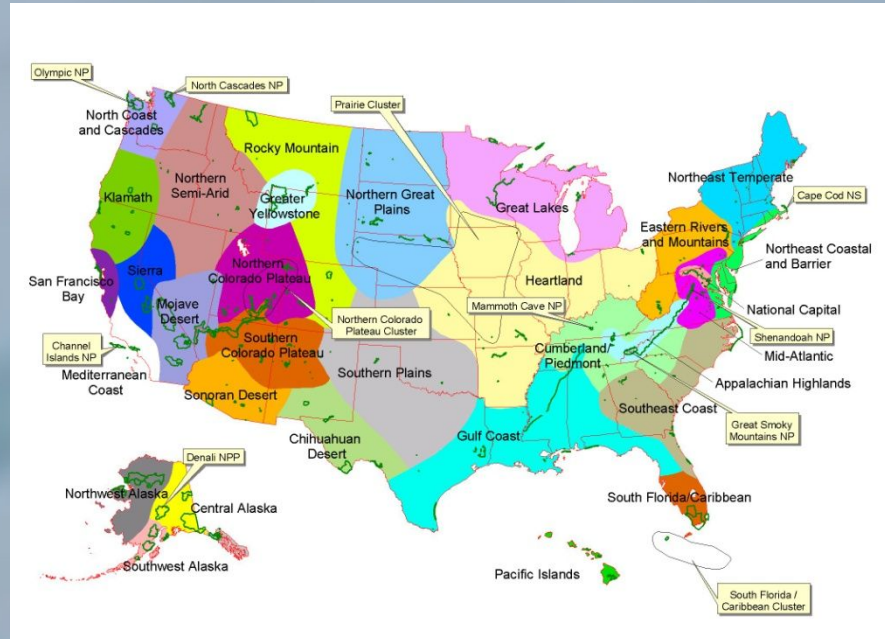 Olympic NP
North Cascades NP
North Coast
and Cascades
Prairie Cluster
Rocky Mountain
Klamath
Northern
Semi-Arid
Greater
Yellowstone
Northern Great
Plains
Great Lakes
Northeast Temperate
Cape Cod NS
Eastern Rivers
and Mountains
Northeast Coastal
and Barrier
San Francisco
Bay
Sierra
Northern
Colorado Plateau
Heartland
Mojave
Desert
Northern Colorado
Plateau Cluster
Mammoth Cave NP
National Capital
Shenandoah NP
Mid-Atlantic
Channel
Islands NP
Mediterranean
Coast
Southern
Colorado Plateau
Southern Plains
Cumberland/
Piedmont
Appalachian Highlands
Sonoran Desert
Southeast Coast
Chihuahuan
Desert
Gulf Coast
Great Smoky
Mountains NP
Denali NPP
Northwest Alaska
Central Alaska
Southwest Alaska
South Florida/Caribbean
Pacific Islands
South Florida /
Caribbean Cluster